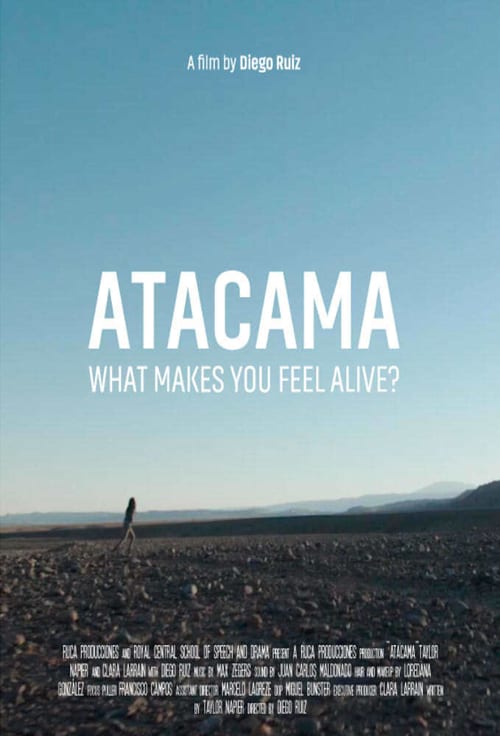 A film by Diego Ruiz
ATACAMA
WHAT MAKES YOU FEEL ALIVE?
RUCA PRODUCCIONES AND ROYAL CENTRAL SCHOOL OF SPEECH AND DRAMA PRESENT A RUCA PRODUCCIONES PRODUCTION "ATACAMA" TAYLOR
NAPIER AND CLARA LARRAIN WITH DIEGO RUIZ MUSIC BY MAX ZEGERS SOUND BY JUAN CARLOS MALDONADO HAIR AND MAKEUP BY LOREDANA
GONZÁLEZ FOCUS PULLER FRANCISCO CAMPOS ASSISTANT DIRECTOR MARCELO LAGREZE DOP MIGUEL BUNSTER EXECUTIVE PRODUCER CLARA LARRAIN WRITTEN
BY TAYLOR NAPIER DIRECTED BY DIEGO RUIZ